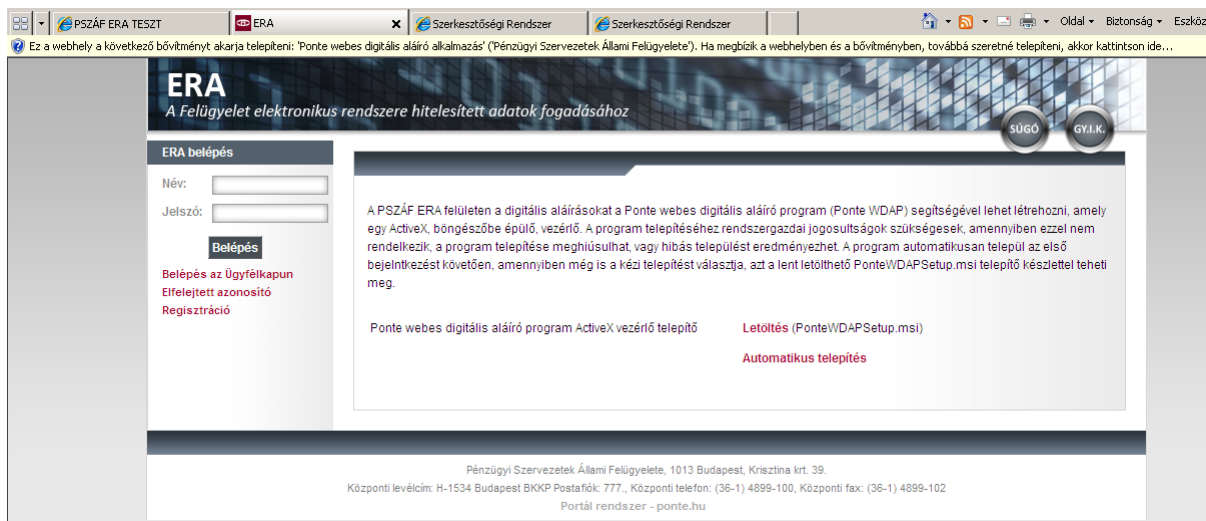 PSZÁF ERA TESZT
ERA
Szerkesztőségi Rendszer
Szerkesztőségi Rendszer
Oldal
Biztonság
Eszköz
Ez a webhely a következő bővítményt akarja telepíteni: 'Ponte webes digitális aláíró alkalmazás' ('Pénzügyi Szervezetek Állami Felügyelete'). Ha megbízik a webhelyben és a bővítményben, továbbá szeretné telepíteni, akkor kattintson ide...
ERA
A Felügyelet elektronikus rendszere hitelesített adatok fogadásához
SÚGÓ
GY.I.K.
ERA belépés
Név:
Jelszó:
Belépés
Belépés az Ügyfélkapun
Elfelejtett azonosító
Regisztráció
A PSZÁF ERA felületen a digitális aláírásokat a Ponte webes digitális aláíró program (Ponte WDAP) segítségével lehet létrehozni, amely
egy ActiveX, böngészőbe épülő, vezérlő. A program telepítéséhez rendszergazdai jogosultságok szükségesek, amennyiben ezzel nem
rendelkezik, a program telepítése meghiúsulhat, vagy hibás települést eredményezhet. A program automatikusan települ az első
bejelntkezést követően, amennyiben még is a kézi telepítést választja, azt a lent letölthető PonteWDAPSetup.msi telepítő készlettel teheti
meg.
Ponte webes digitális aláíró program ActiveX vezérlő telepítő
Letöltés (PonteWDAPSetup.msi)
Automatikus telepítés
Pénzügyi Szervezetek Állami Felügyelete, 1013 Budapest, Krisztina krt. 39.
Központi levélcím: H-1534 Budapest BKKP Postafiók: 777., Központi telefon: (36-1) 4899-100, Központi fax: (36-1) 4899-102
Portál rendszer - ponte.hu